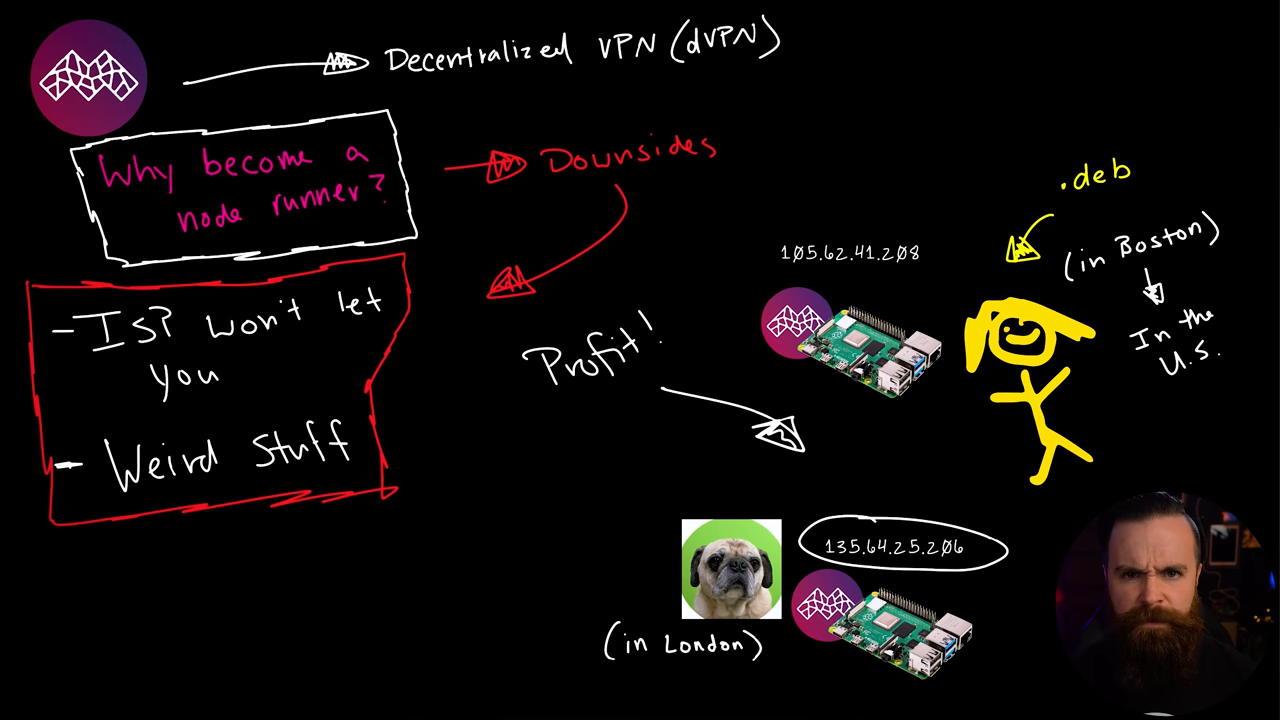 Decentralized VPN (dVPN)
Why become a
node runner?
Downsides
- ISP won't let
you
- Weird stuff
Profit!
.deb
(in Boston)
In the
U.S.
105.62.41.208
135.64.25.206
(in London)